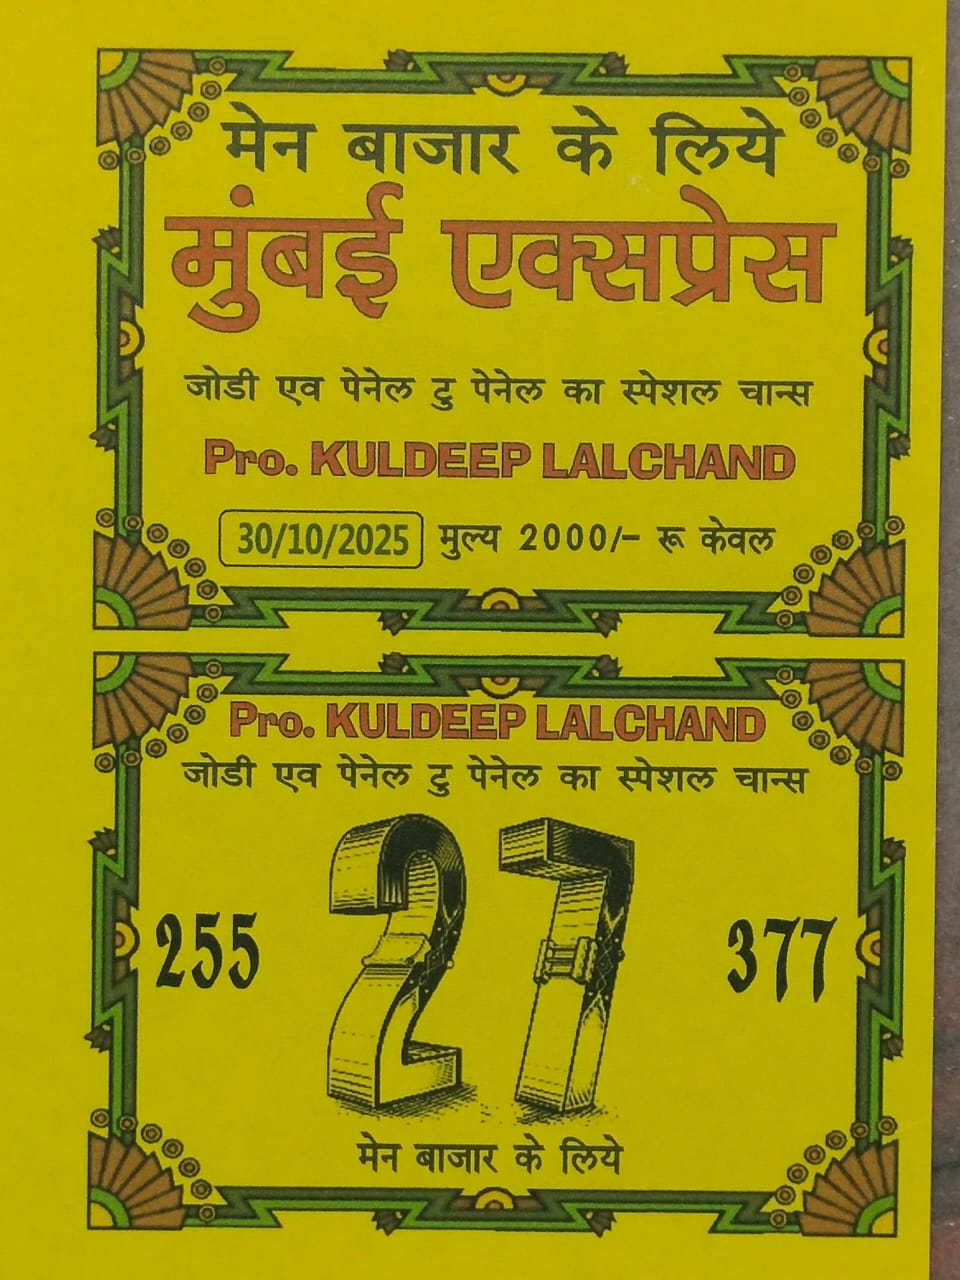 मेन बाजार के लिये
मुंबई एक्सप्रेस
जोडी एव पेनेल टु पेनेल का स्पेशल चान्स
Pro. KULDEEP LALCHAND
30/10/2025 मुल्य 2000/- रू केवल
Pro. KULDEEP LALCHAND
जोडी एव पेनेल टु पेनेल का स्पेशल चान्स
255 27 377
मेन बाजार के लिये